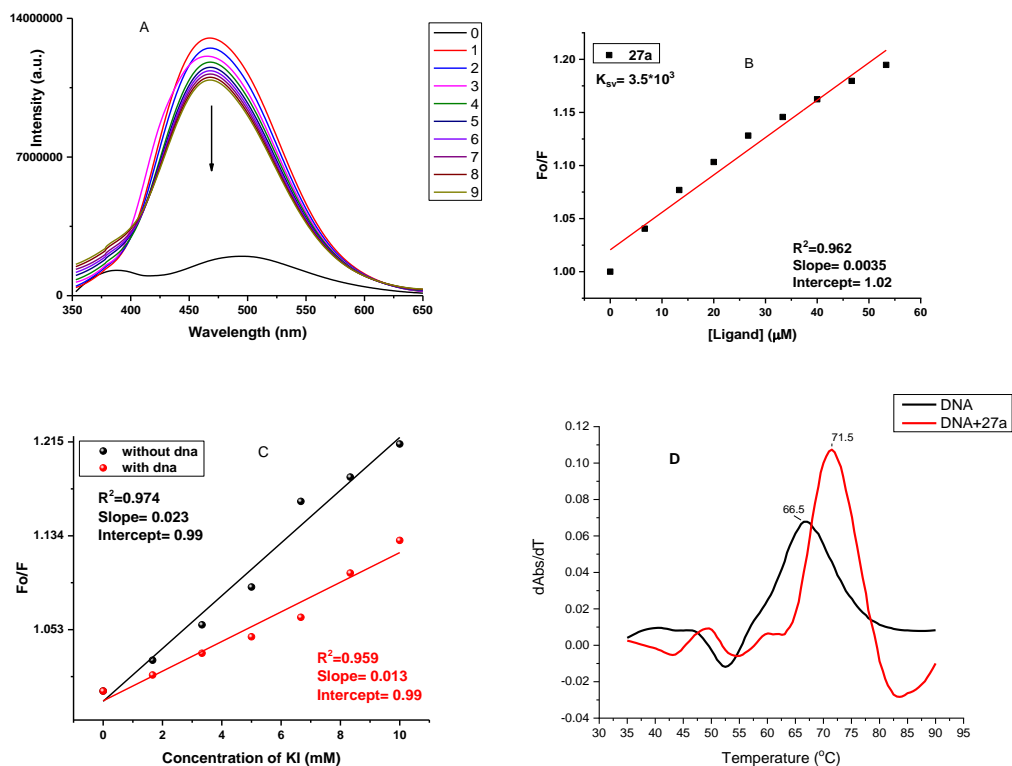 A
14000000
7000000
0
Intensity (a.u.)
350
400
450
500
550
600
650
Wavelength (nm)
0
1
2
3
4
5
6
7
8
9
B
27a
K_sv= 3.5*10^3
1.20
1.15
1.10
1.05
1.00
Fo/F
R^2=0.962
Slope= 0.0035
Intercept= 1.02
0
10
20
30
40
50
60
[Ligand] (μM)
C
without dna
with dna
1.215
1.134
1.053
Fo/F
R^2=0.974
Slope= 0.023
Intercept= 0.99
R^2=0.959
Slope= 0.013
Intercept= 0.99
0
2
4
6
8
10
Concentration of KI (mM)
DNA
DNA+27a
D
71.5
66.5
0.12
0.10
0.08
0.06
0.04
0.02
0.00
-0.02
-0.04
dAbs/dT
30
35
40
45
50
55
60
65
70
75
80
85
90
95
Temperature (°C)